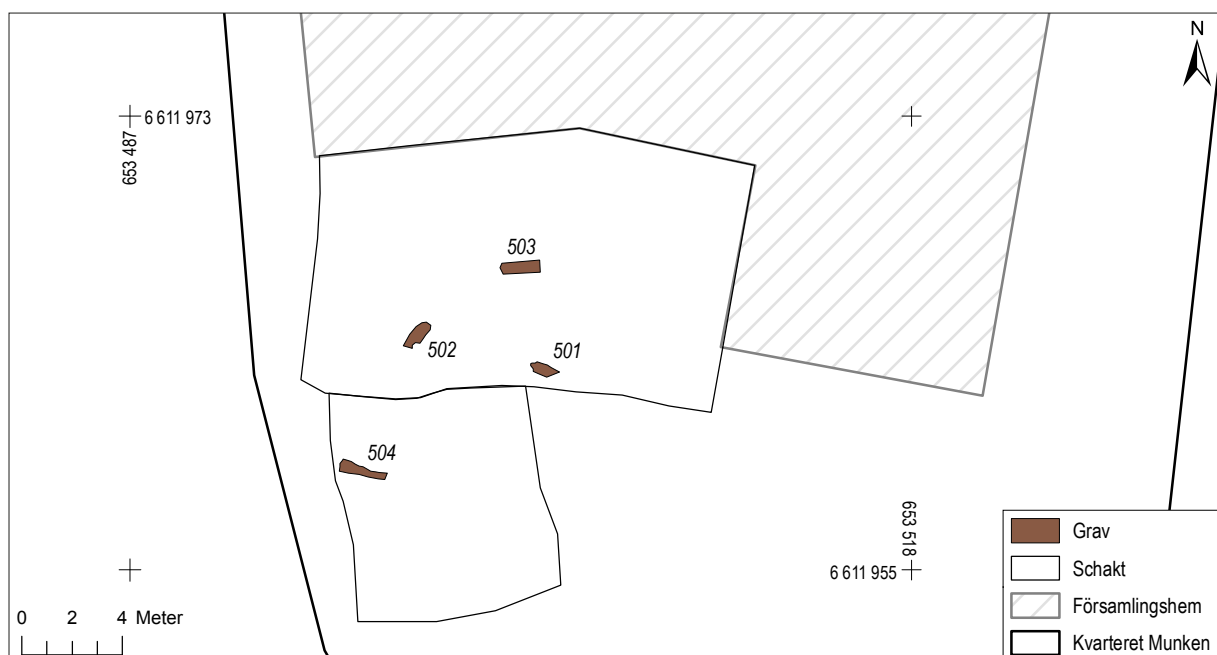 N
6 611 973
653 487
503
502
501
504
653 518
6 611 955
0 2 4 Meter
Grav
Schakt
Församlingshem
Kvarteret Munken